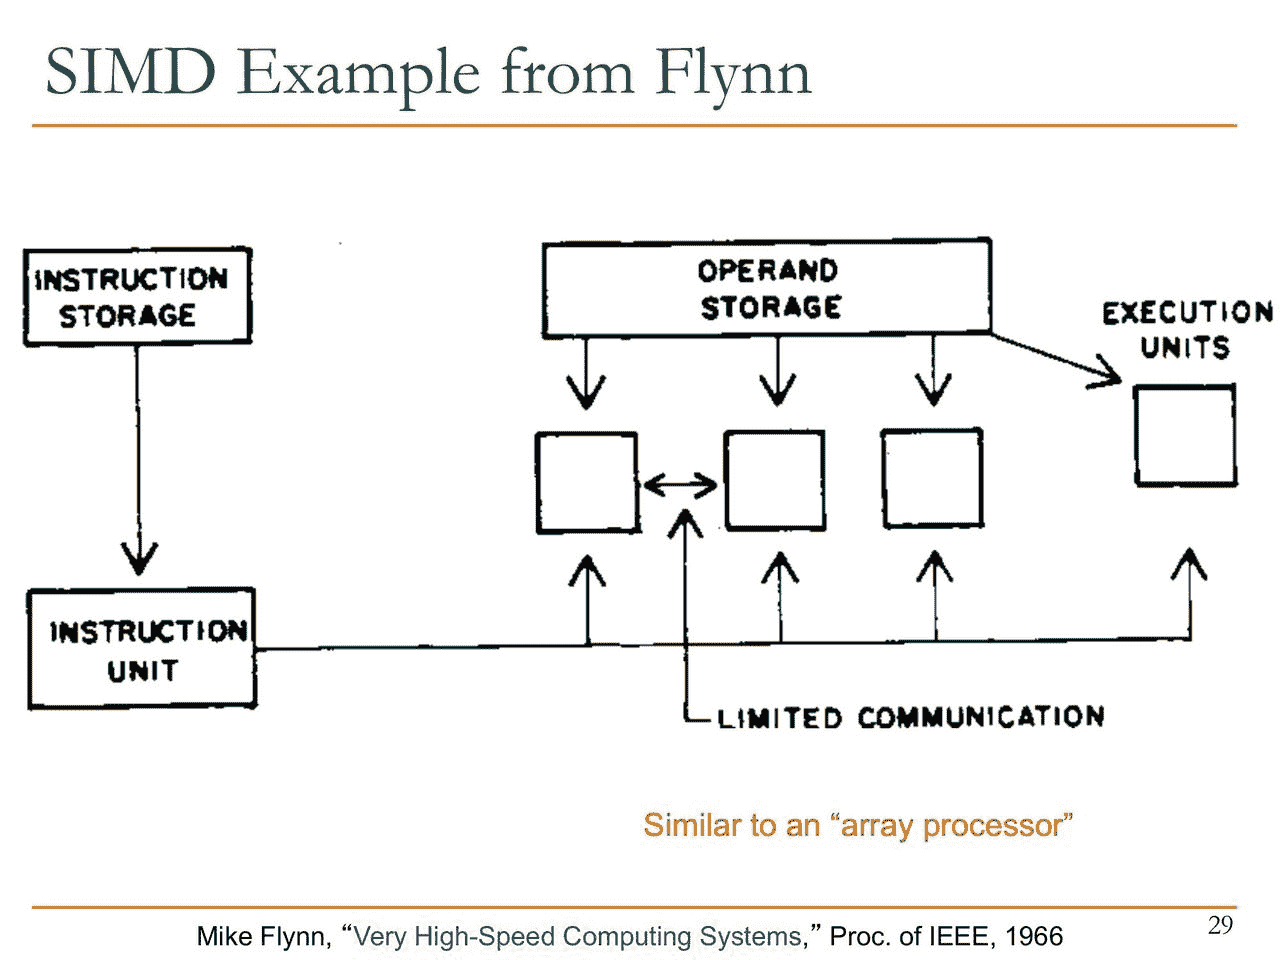 SIMD Example from Flynn
INSTRUCTION
STORAGE
OPERAND
STORAGE
EXECUTION
UNITS
INSTRUCTION
UNIT
LIMITED COMMUNICATION
Similar to an “array processor”
Mike Flynn, “Very High-Speed Computing Systems,” Proc. of IEEE, 1966
29